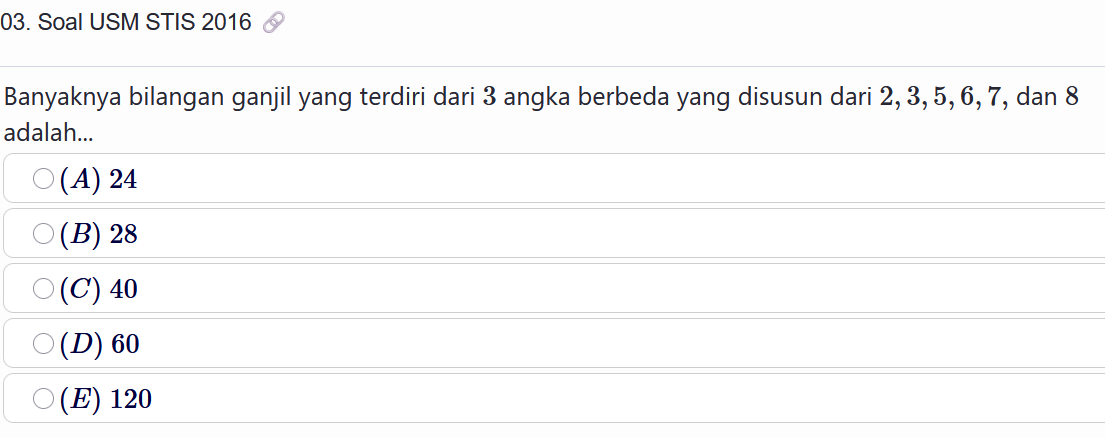 03. Soal USM STIS 2016
Banyaknya bilangan ganjil yang terdiri dari 3 angka berbeda yang disusun dari 2, 3, 5, 6, 7, dan 8
adalah...
(A) 24
(B) 28
(C) 40
(D) 60
(E) 120